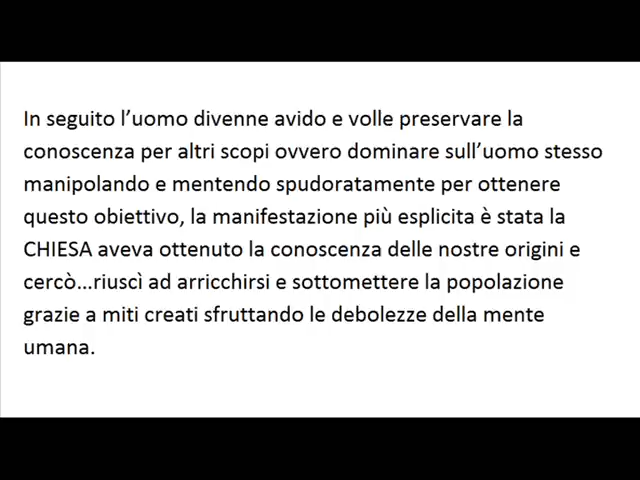 In seguito l’uomo divenne avido e volle preservare la
conoscenza per altri scopi ovvero dominare sull’uomo stesso
manipolando e mentendo spudoratamente per ottenere
questo obiettivo, la manifestazione più esplicita è stata la
CHIESA aveva ottenuto la conoscenza delle nostre origini e
cercò…riuscì ad arricchirsi e sottomettere la popolazione
grazie a miti creati sfruttando le debolezze della mente
umana.